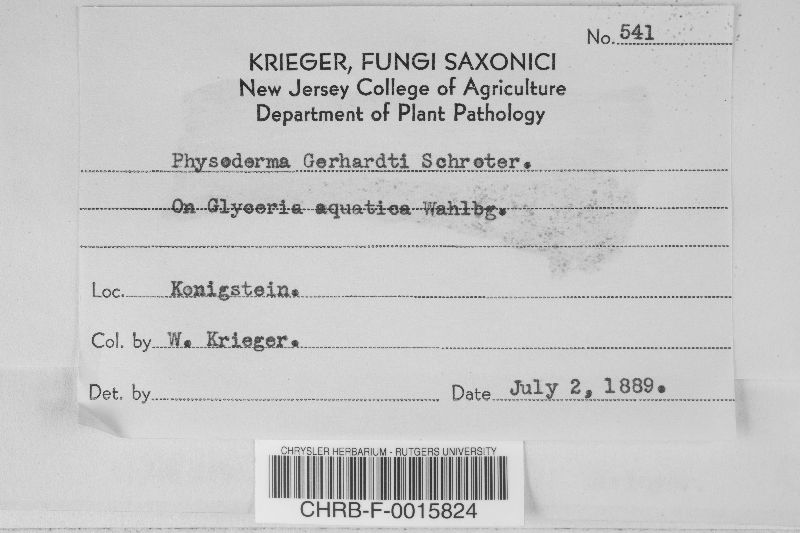 No. 541
KRIEGER, FUNGI SAXONICI
New Jersey College of Agriculture
Department of Plant Pathology
Physoderma Gerhardti Schroter.
On Glyceria aquatica Wahlbg.
Loc. Konigstein.
Col. by W. Krieger.
Det. by Date July 2, 1889.
CHRYSLER HERBARIUM - RUTGERS UNIVERSITY
CHRB-F-0015824